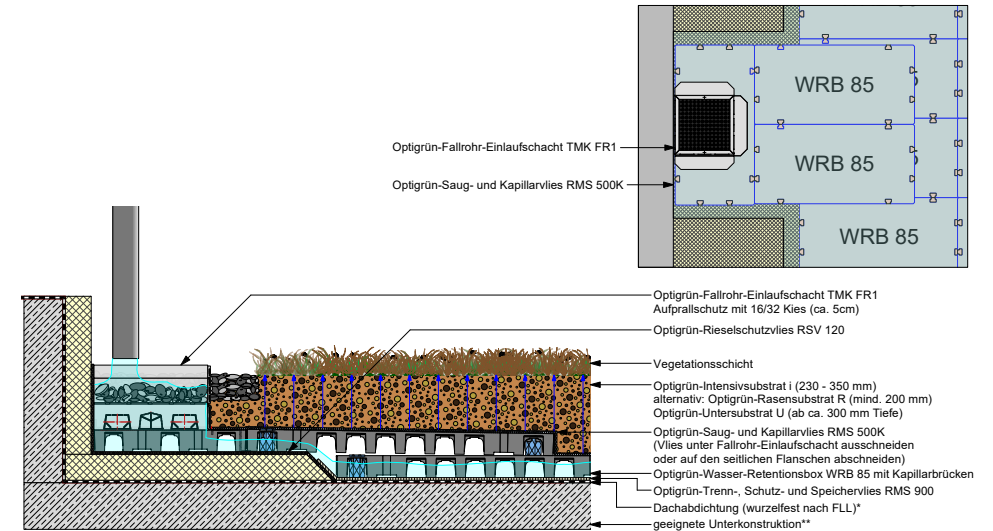 WRB 85
WRB 85
WRB 85
Optigrün-Fallrohr-Einlaufschacht TMK FR1
Optigrün-Saug- und Kapillarvlies RMS 500K
Optigrün-Fallrohr-Einlaufschacht TMK FR1
Aufprallschutz mit 16/32 Kies (ca. 5cm)
Optigrün-Rieselschutzvlies RSV 120
Vegetationsschicht
Optigrün-Intensivsubstrat i (230 - 350 mm)
alternativ: Optigrün-Rasensubstrat R (mind. 200 mm)
Optigrün-Untersubstrat U (ab ca. 300 mm Tiefe)
Optigrün-Saug- und Kapillarvlies RMS 500K
(Vlies unter Fallrohr-Einlaufschacht ausschneiden
oder auf den seitlichen Flanschen abschneiden)
Optigrün-Wasser-Retentionsbox WRB 85 mit Kapillarbrücken
Optigrün-Trenn-, Schutz- und Speichervlies RMS 900
Dachabdichtung (wurzelfest nach FLL)*
geeignete Unterkonstruktion**